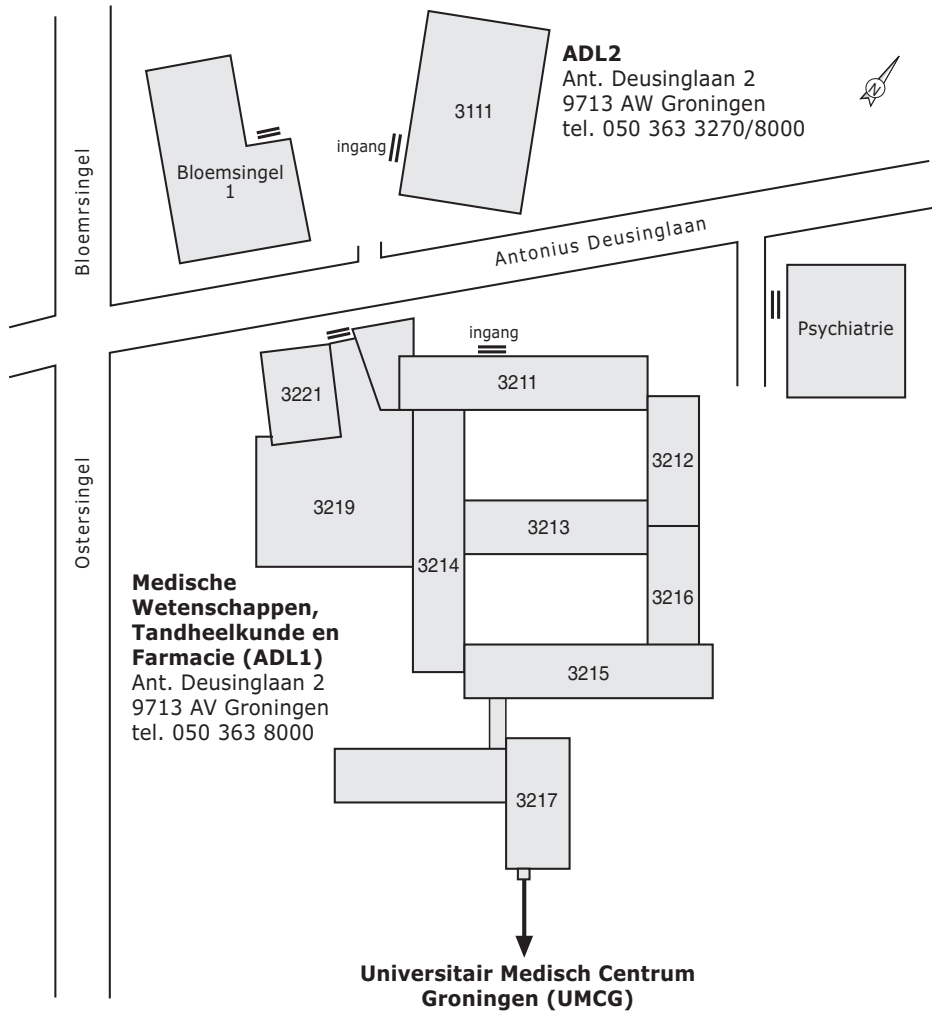 ADL2
Ant. Deusinglaan 2
9713 AW Groningen
tel. 050 363 3270/8000
N
3111
ingang
Bloemsingel
1
Bloemrsingel
Antonius Deusinglaan
Psychiatrie
ingang
3211
3221
3212
3219
3213
3214
3216
Ostersingel
Medische
Wetenschappen,
Tandheelkunde en
Farmacie (ADL1)
Ant. Deusinglaan 2
9713 AV Groningen
tel. 050 363 8000
3215
3217
Universitair Medisch Centrum
Groningen (UMCG)